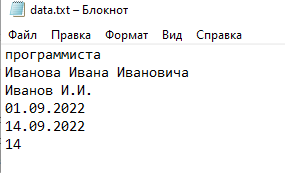 data.txt – Блокнот
Файл Правка Формат Вид Справка
программиста
Иванова Ивана Ивановича
Иванов И.И.
01.09.2022
14.09.2022
14